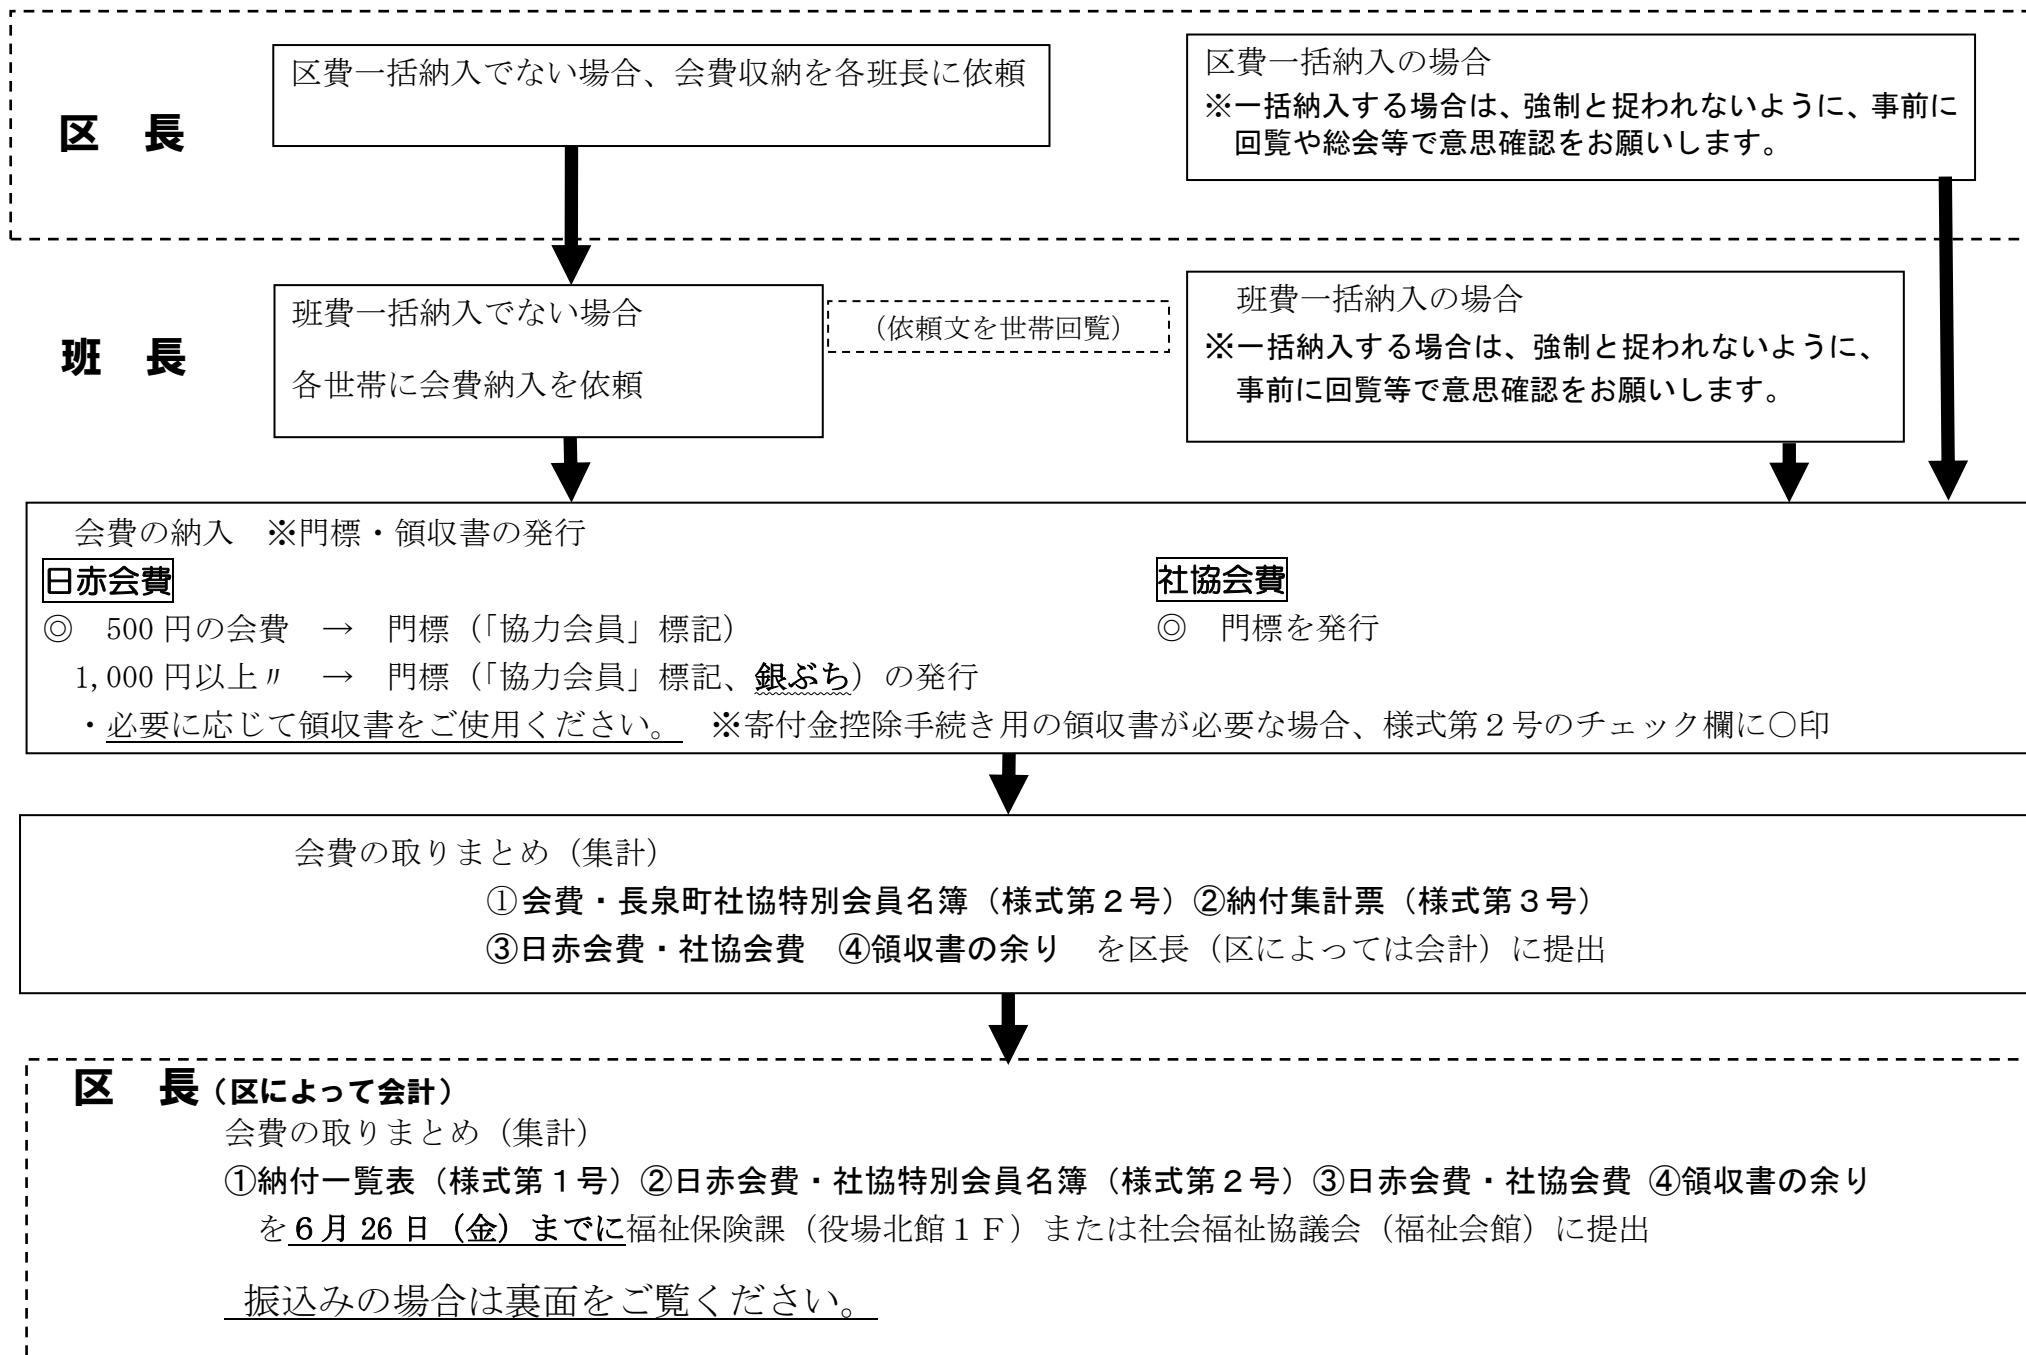 区　長
区費一括納入でない場合、会費収納を各班長に依頼
区費一括納入の場合
※一括納入する場合は、強制と捉われないように、事前に
回覧や総会等で意思確認をお願いします。
班　長
班費一括納入でない場合
各世帯に会費納入を依頼
（依頼文を世帯回覧）
班費一括納入の場合
※一括納入する場合は、強制と捉われないように、
事前に回覧等で意思確認をお願いします。
会費の納入　※門標・領収書の発行
日赤会費
◎　500円の会費　→　門標（「協力会員」標記）
1,000円以上〃　→　門標（「協力会員」標記、銀ぶち）の発行
社協会費
◎　門標を発行
・必要に応じて領収書をご使用ください。　※寄付金控除手続き用の領収書が必要な場合、様式第２号のチェック欄に○印
会費の取りまとめ（集計）
①会費・長泉町社協特別会員名簿（様式第２号）②納付集計票（様式第３号）
③日赤会費・社協会費　④領収書の余り　を区長（区によっては会計）に提出
区　長（区によって会計）
会費の取りまとめ（集計）
①納付一覧表（様式第１号）②日赤会費・社協特別会員名簿（様式第２号）③日赤会費・社協会費 ④領収書の余り
を６月26日（金）までに福祉保険課（役場北館１Ｆ）または社会福祉協議会（福祉会館）に提出
振込みの場合は裏面をご覧ください。